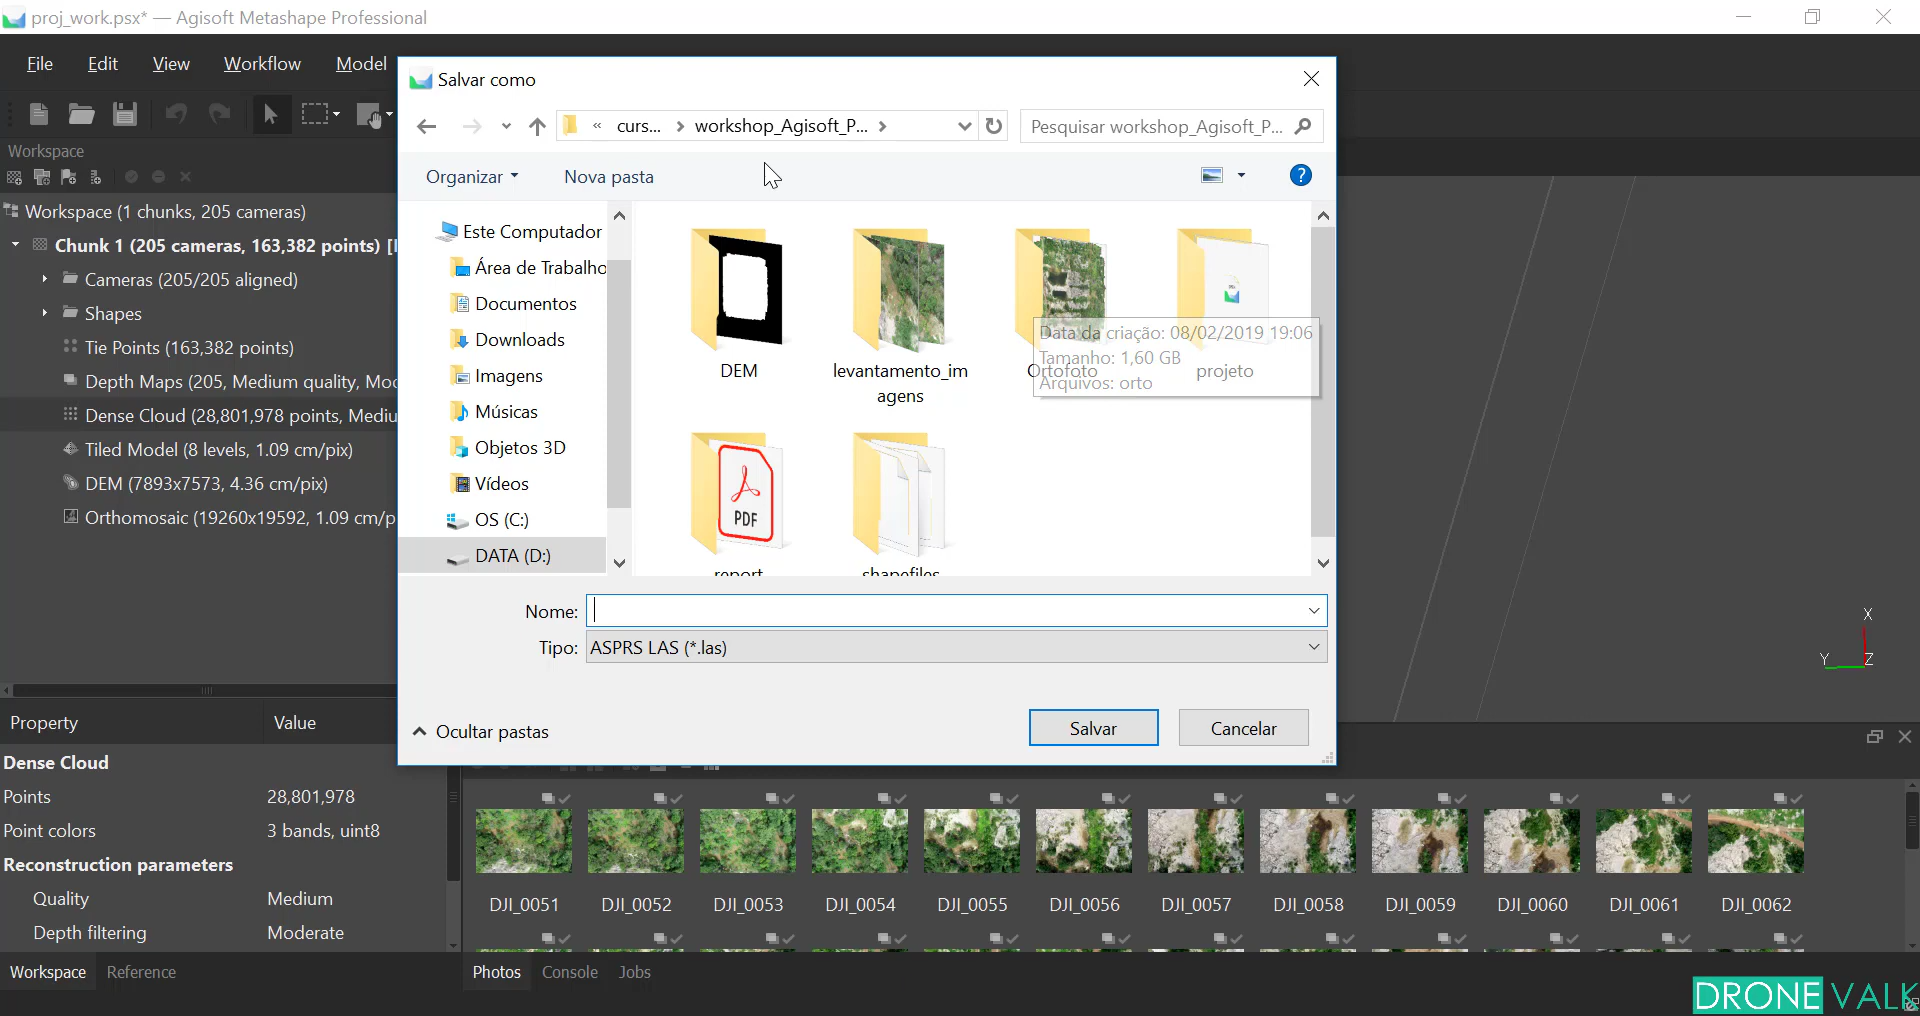 proj_work.psx* — Agisoft Metashape Professional
File Edit View Workflow Model
Workspace
Workspace (1 chunks, 205 cameras)
Chunk 1 (205 cameras, 163,382 points) [
Cameras (205/205 aligned)
Shapes
Tie Points (163,382 points)
Depth Maps (205, Medium quality, Moc
Dense Cloud (28,801,978 points, Mediu
Tiled Model (8 levels, 1.09 cm/pix)
DEM (7893x7573, 4.36 cm/pix)
Orthomosaic (19260x19592, 1.09 cm/p
Property Value
Dense Cloud
Points 28,801,978
Point colors 3 bands, uint8
Reconstruction parameters
Quality Medium
Depth filtering Moderate
Workspace Reference
Salvar como
« curs... > workshop_Agisoft_P... >
Pesquisar workshop_Agisoft_P...
Organizar Nova pasta
?
Este Computador
Área de Trabalho
Documentos
Downloads
Imagens
Músicas
Objetos 3D
Vídeos
OS (C:)
DATA (D:)
DEM
levantamento_im
agens
Ortofoto
projeto
Data da criação: 08/02/2019 19:06
Tamanho: 1,60 GB
Arquivos: orto
PDF
report
shapefiles
Nome:
Tipo: ASPRS LAS (*.las)
Ocultar pastas
Salvar Cancelar
X
Y
Z
DJI_0051 DJI_0052 DJI_0053 DJI_0054 DJI_0055 DJI_0056 DJI_0057 DJI_0058 DJI_0059 DJI_0060 DJI_0061 DJI_0062
Photos Console Jobs
DRONE VALK